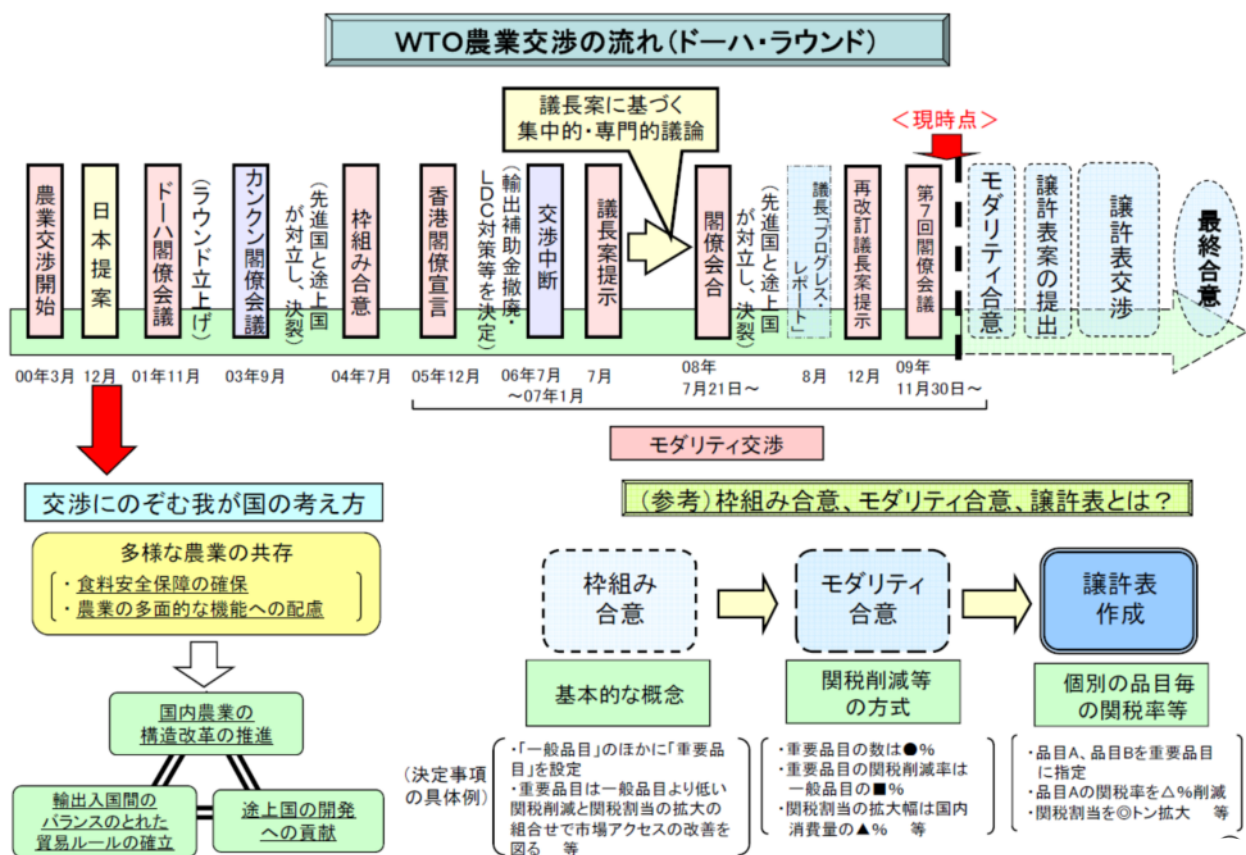 WTO農業交渉の流れ(ドーハ・ラウンド)
議長案に基づく
集中的・専門的議論
<現時点>
農業交渉開始
日本提案
ドーハ閣僚会議
(ラウンド立上げ)
カンクン閣僚会議
(先進国と途上国
が対立し、決裂)
枠組み合意
香港閣僚宣言
(輸出補助金撤廃・
LDC対策等を決定)
交渉中断
議長案提示
閣僚会合
(先進国と途上国
が対立し、決裂)
議長「プログレス・
レポート」
再改訂議長案提示
第7回閣僚会議
モダリティ合意
譲許表案の提出
譲許表交渉
最終合意
00年3月
12月
01年11月
03年9月
04年7月
05年12月
06年7月
~07年1月
7月
08年
7月21日~
8月
12月
09年
11月30日~
モダリティ交渉
交渉にのぞむ我が国の考え方
多様な農業の共存
・食料安全保障の確保
・農業の多面的な機能への配慮
国内農業の
構造改革の推進
輸出入国間の
バランスのとれた
貿易ルールの確立
途上国の開発
への貢献
(参考)枠組み合意、モダリティ合意、譲許表とは?
枠組み
合意
モダリティ
合意
譲許表
作成
基本的な概念
関税削減等
の方式
個別の品目毎
の関税率等
(決定事項
の具体例)
・「一般品目」のほかに「重要品
目」を設定
・重要品目は一般品目より低い
関税削減と関税割当の拡大の
組合せで市場アクセスの改善を
図る 等
・重要品目の数は●%
・重要品目の関税削減率は
一般品目の■%
・関税割当の拡大幅は国内
消費量の▲% 等
・品目A、品目Bを重要品目
に指定
・品目Aの関税率を△%削減
・関税割当を◎トン拡大 等